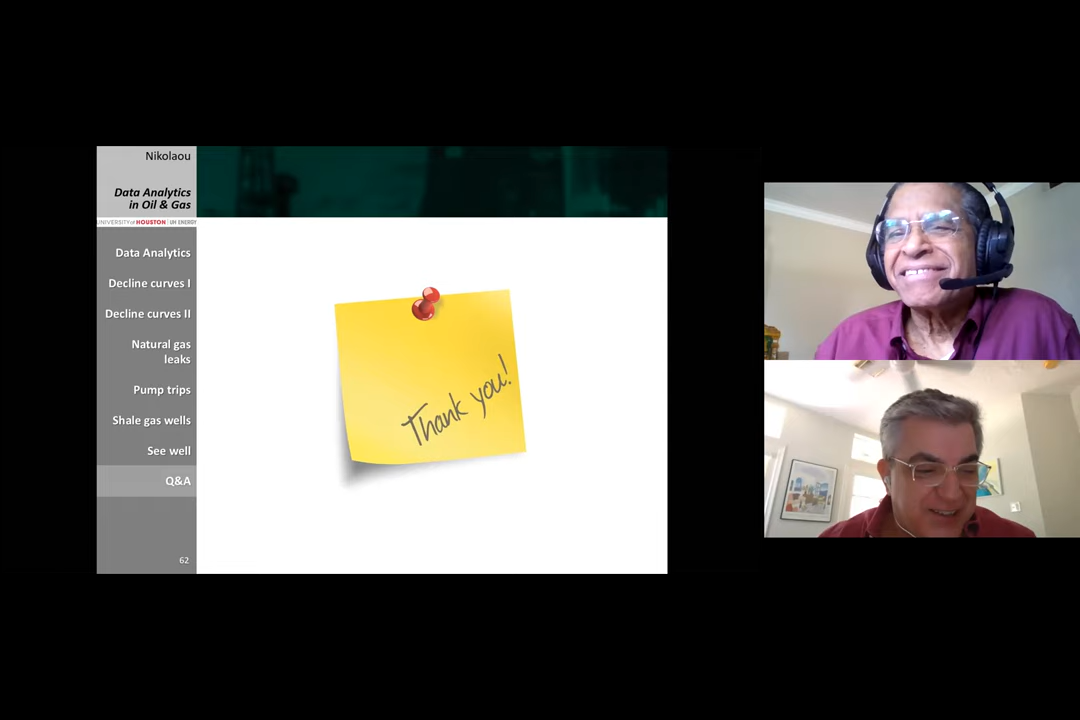 Nikolaou
Data Analytics
in Oil & Gas
UNIVERSITY of HOUSTON | UH ENERGY
Data Analytics
Decline curves I
Decline curves II
Natural gas
leaks
Pump trips
Shale gas wells
See well
Q&A
62
Thank you!